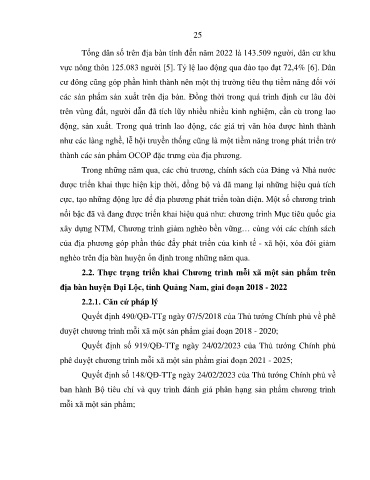 25
Tổng dân số trên địa bàn tính đến năm 2022 là 143.509 người, dân cư khu
vực nông thôn 125.083 người [5]. Tỷ lệ lao động qua đào tạo đạt 72,4% [6]. Dân
cư đông cũng góp phần hình thành nên một thị trường tiêu thụ tiềm năng đối với
các sản phẩm sản xuất trên địa bàn. Đồng thời trong quá trình định cư lâu đời
trên vùng đất, người dẫn đã tích lũy nhiều nhiều kinh nghiệm, cần cù trong lao
động, sản xuất. Trong quá trình lao động, các giá trị văn hóa được hình thành
như các làng nghề, lễ hội truyền thống cũng là một tiềm năng trong phát triển trở
thành các sản phẩm OCOP đặc trưng của địa phương.
Trong những năm qua, các chủ trương, chính sách của Đảng và Nhà nước
được triển khai thực hiện kịp thời, đồng bộ và đã mang lại những hiệu quả tích
cực, tạo những động lực để địa phương phát triển toàn diện. Một số chương trình
nổi bậc đã và đang được triển khai hiệu quả như: chương trình Mục tiêu quốc gia
xây dựng NTM, Chương trình giảm nghèo bền vững… cùng với các chính sách
của địa phương góp phần thúc đẩy phát triển của kinh tế - xã hội, xóa đói giảm
nghèo trên địa bàn huyện ổn định trong những năm qua.
2.2. Thực trạng triển khai Chương trình mỗi xã một sản phẩm trên
địa bàn huyện Đại Lộc, tỉnh Quảng Nam, giai đoạn 2018 - 2022
2.2.1. Căn cứ pháp lý
Quyết định 490/QĐ-TTg ngày 07/5/2018 của Thủ tướng Chính phủ về phê
duyệt chương trình mỗi xã một sản phẩm giai đoạn 2018 - 2020;
Quyết định số 919/QĐ-TTg ngày 24/02/2023 của Thủ tướng Chính phủ
phê duyệt chương trình mỗi xã một sản phẩm giai đoạn 2021 - 2025;
Quyết định số 148/QĐ-TTg ngày 24/02/2023 của Thủ tướng Chính phủ về
ban hành Bộ tiêu chí và quy trình đánh giá phân hạng sản phẩm chương trình
mỗi xã một sản phẩm;